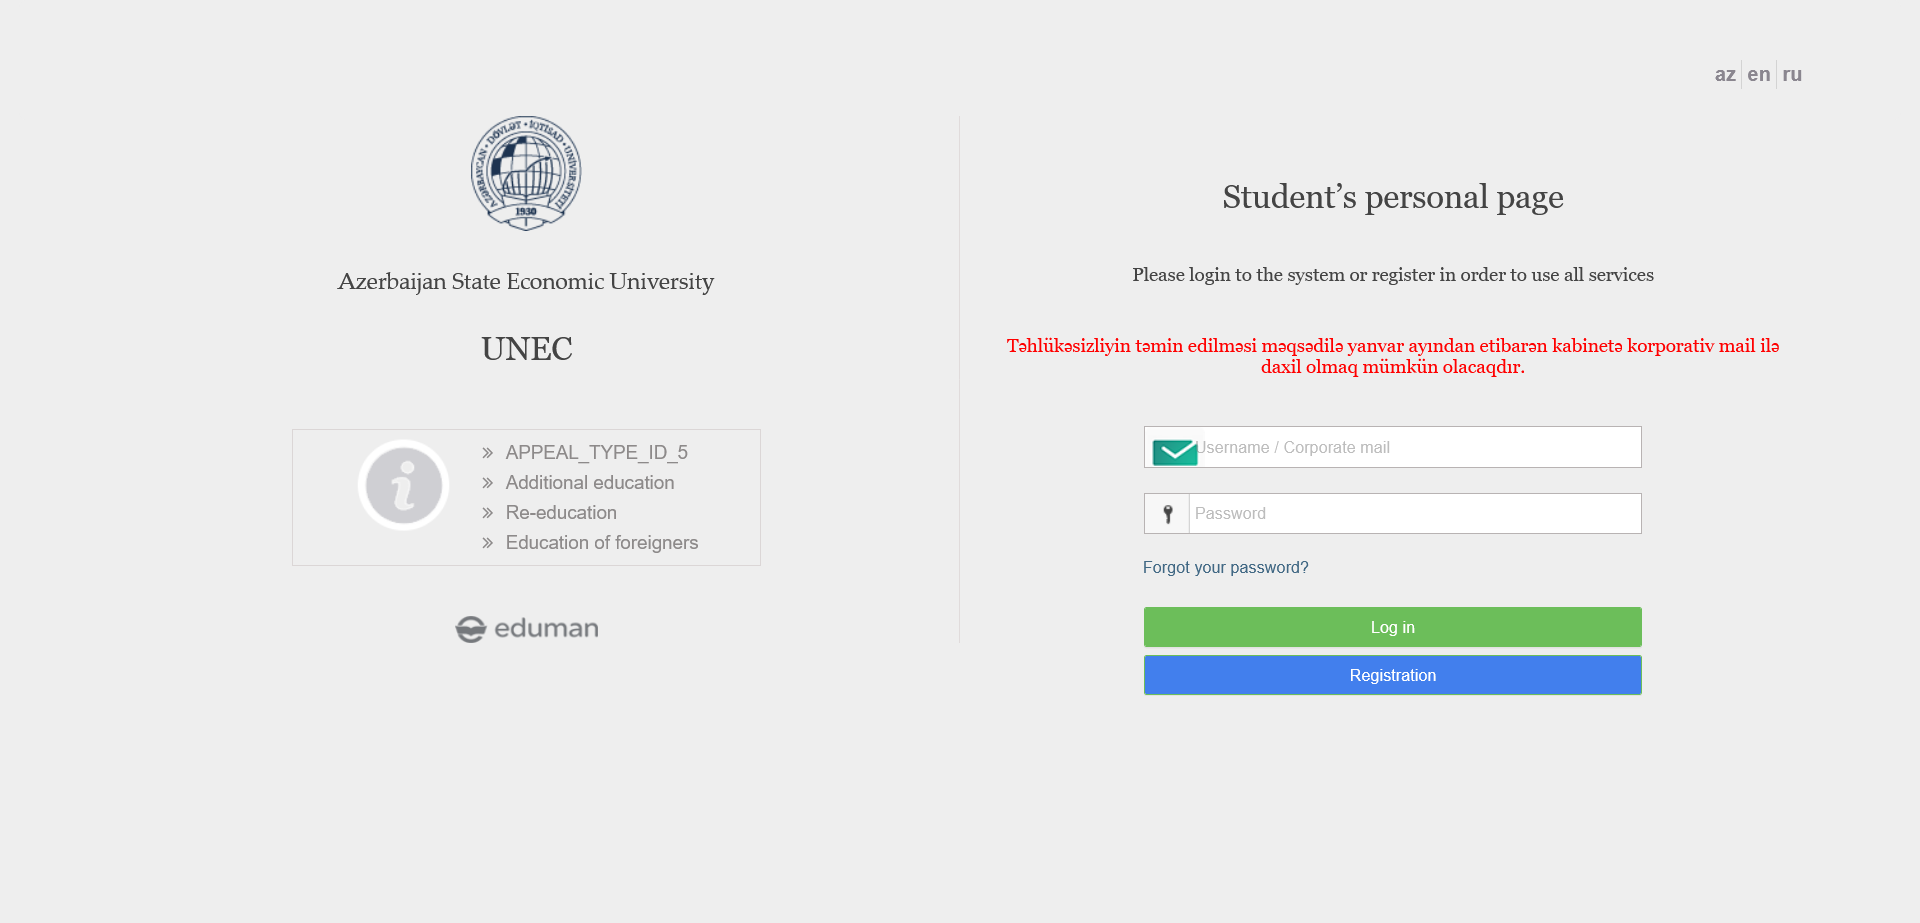 az en ru
AZƏRBAYCAN • DÖVLƏT • İQTİSAD • UNİVERSİTETİ
1930
Azerbaijan State Economic University
UNEC
APPEAL_TYPE_ID_5
Additional education
Re-education
Education of foreigners
eduman
Student’s personal page
Please login to the system or register in order to use all services
Təhlükəsizliyin təmin edilməsi məqsədilə yanvar ayından etibarən kabinetə korporativ mail ilə
daxil olmaq mümkün olacaqdır.
Username / Corporate mail
Password
Forgot your password?
Log in
Registration